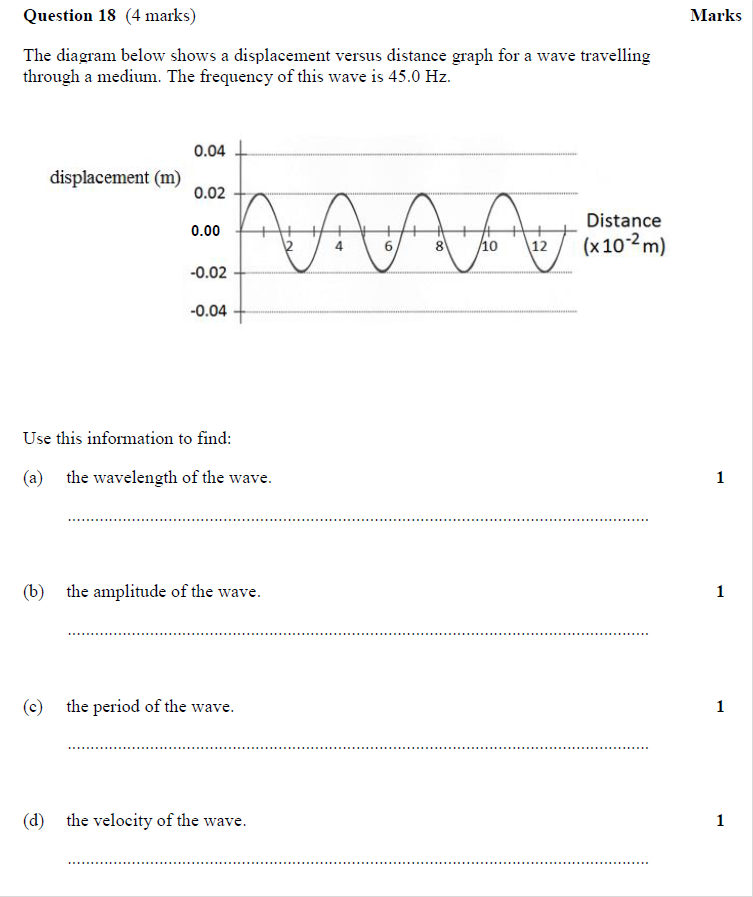 Question 18 (4 marks) Marks
The diagram below shows a displacement versus distance graph for a wave travelling
through a medium. The frequency of this wave is 45.0 Hz.
0.04
displacement (m)
0.02
0.00
-0.02
-0.04
2 4 6 8 10 12
Distance
(x10⁻²m)
Use this information to find:
(a) the wavelength of the wave. 1
(b) the amplitude of the wave. 1
(c) the period of the wave. 1
(d) the velocity of the wave. 1